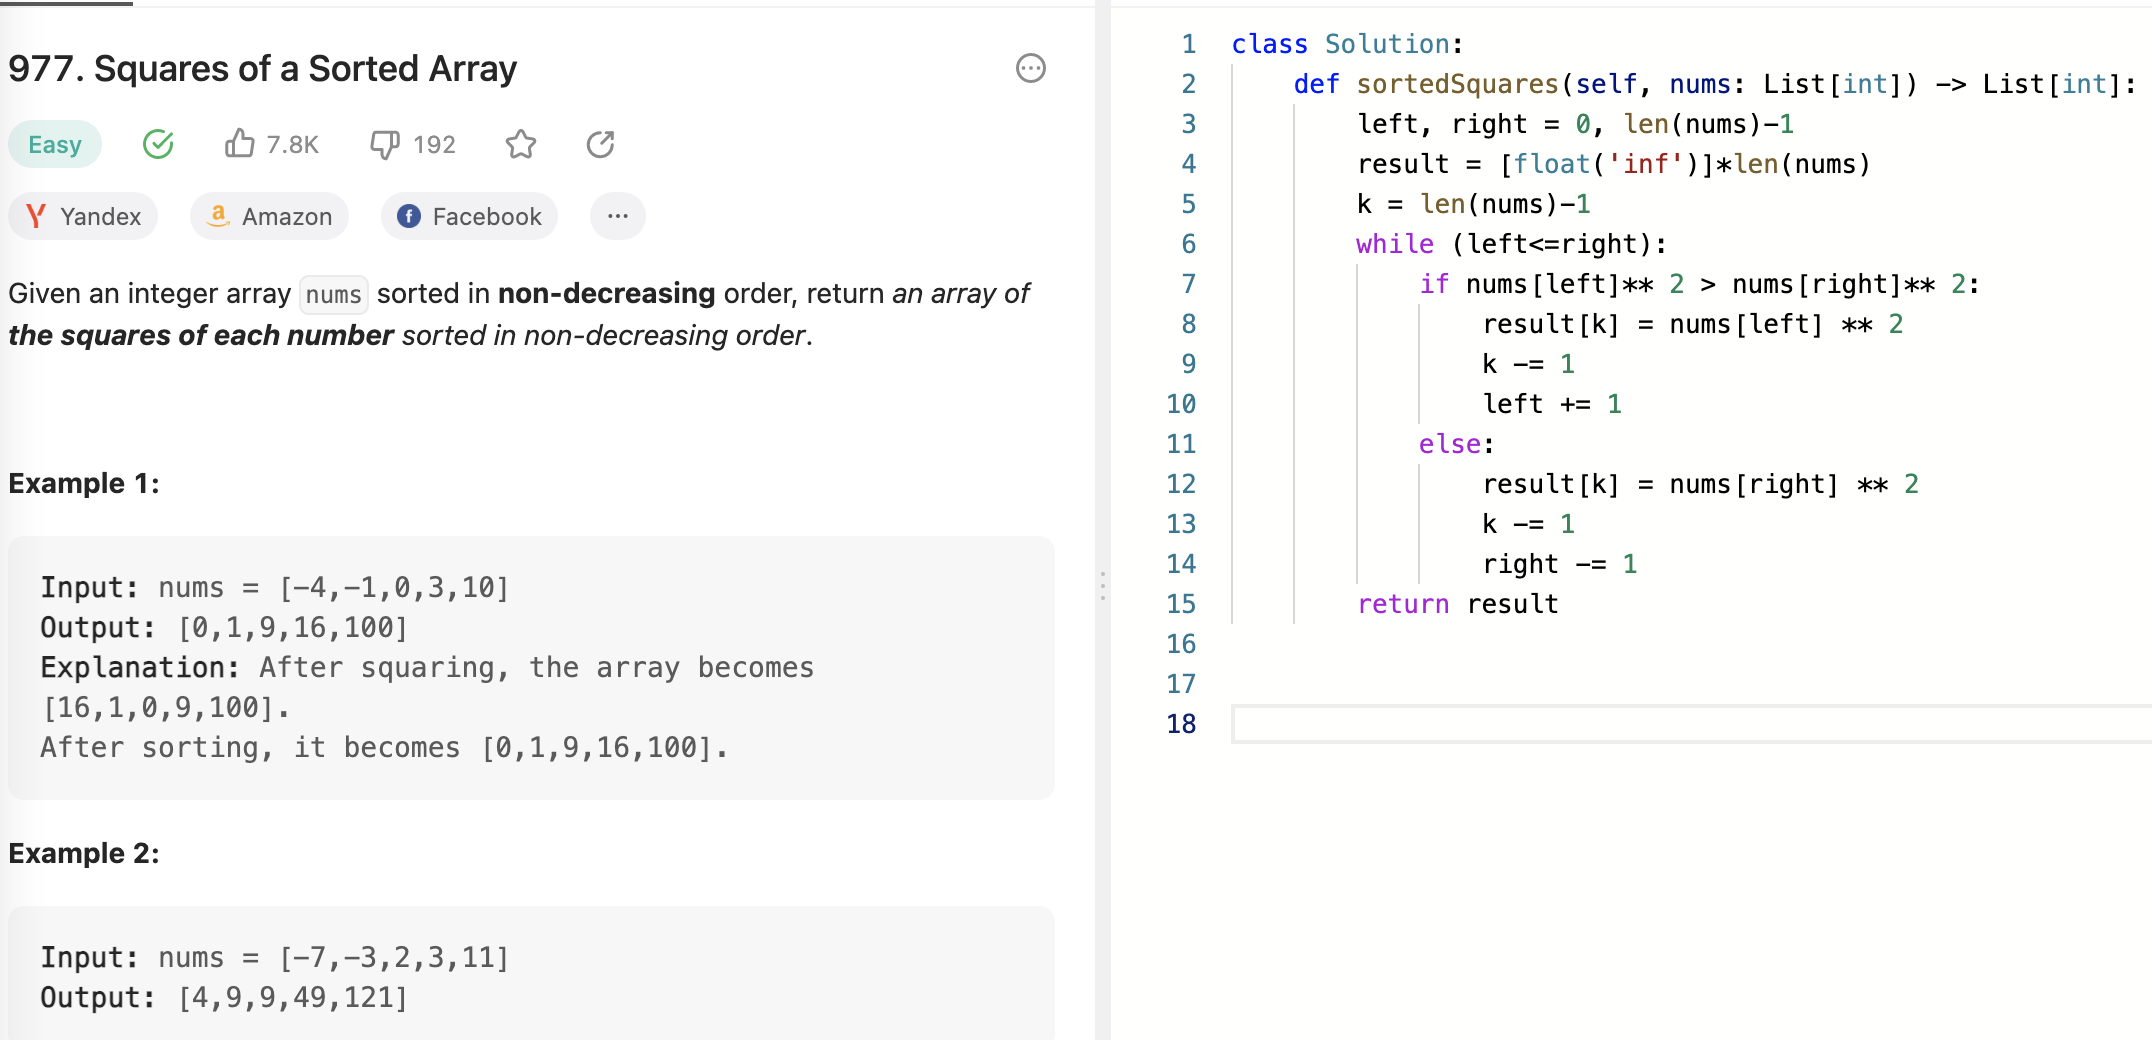 977. Squares of a Sorted Array
Easy 7.8K 192
Yandex Amazon Facebook ...
Given an integer array nums sorted in non-decreasing order, return an array of
the squares of each number sorted in non-decreasing order.
Example 1:
Input: nums = [-4,-1,0,3,10]
Output: [0,1,9,16,100]
Explanation: After squaring, the array becomes
[16,1,0,9,100].
After sorting, it becomes [0,1,9,16,100].
Example 2:
Input: nums = [-7,-3,2,3,11]
Output: [4,9,9,49,121]
1 class Solution:
2     def sortedSquares(self, nums: List[int]) -> List[int]:
3         left, right = 0, len(nums)-1
4         result = [float('inf')]*len(nums)
5         k = len(nums)-1
6         while (left<=right):
7             if nums[left]** 2 > nums[right]** 2:
8                 result[k] = nums[left] ** 2
9                 k -= 1
10                 left += 1
11             else:
12                 result[k] = nums[right] ** 2
13                 k -= 1
14                 right -= 1
15         return result
16
17
18